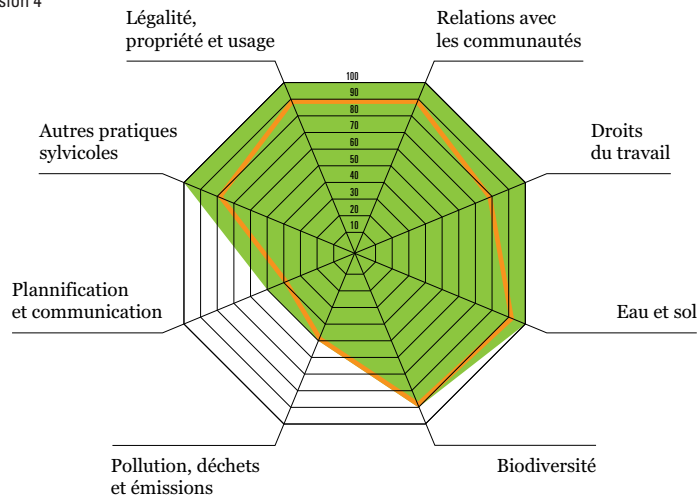 Légalité,
propriété et usage
Relations avec
les communautés
Autres pratiques
sylvicoles
Droits
du travail
100
90
80
70
60
50
40
30
20
10
Plannification
et communication
Eau et sol
Pollution, déchets
et émissions
Biodiversité